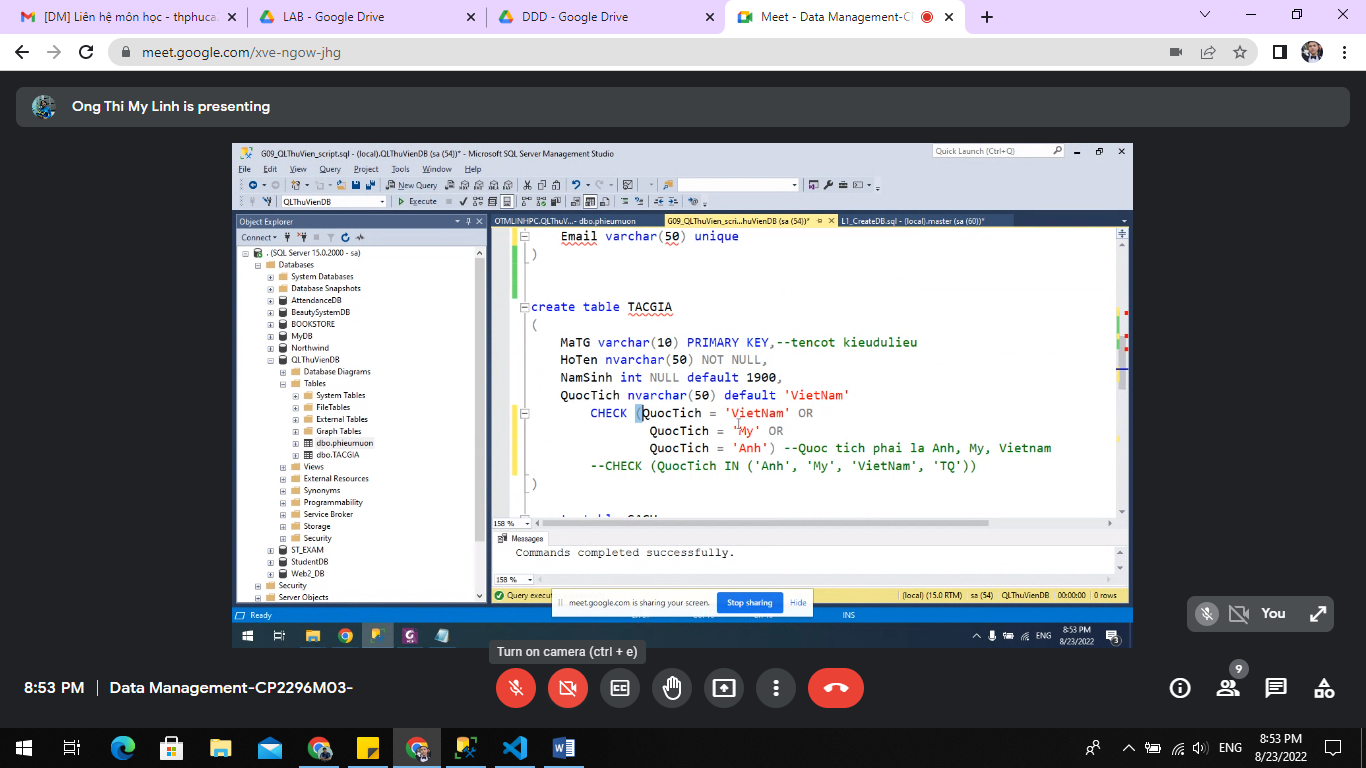 [DM] Liên hệ môn học - thphuca.
LAB - Google Drive
DDD - Google Drive
Meet - Data Management-CP
meet.google.com/xve-ngow-jhg
Ong Thi My Linh is presenting
G09_QLThuVien_script.sql - (local).QLThuVienDB (sa (54))* - Microsoft SQL Server Management Studio
Quick Launch (Ctrl+Q)
File Edit View Query Project Tools Window Help
New Query
QLThuVienDB
Execute
Object Explorer
OTMLINHPC.QLThuV... - dbo.phieumuon
G09_QLThuVien_scri...huVienDB (sa (54))*
L1_CreateDB.sql - (local).master (sa (60))*
Connect
. (SQL Server 15.0.2000 - sa)
Databases
System Databases
Database Snapshots
AttendanceDB
BeautySystemDB
BOOKSTORE
MyDB
Northwind
QLThuVienDB
Database Diagrams
Tables
System Tables
FileTables
External Tables
Graph Tables
dbo.phieumuon
dbo.TACGIA
Views
External Resources
Synonyms
Programmability
Service Broker
Storage
Security
ST_EXAM
StudentDB
Web2_DB
Security
Server Objects
Email varchar(50) unique
)
create table TACGIA
(
MaTG varchar(10) PRIMARY KEY,--tencot kieudulieu
HoTen nvarchar(50) NOT NULL,
NamSinh int NULL default 1900,
QuocTich nvarchar(50) default 'VietNam'
CHECK (QuocTich = 'VietNam' OR
QuocTich = 'My' OR
QuocTich = 'Anh') --Quoc tich phai la Anh, My, Vietnam
--CHECK (QuocTich IN ('Anh', 'My', 'VietNam', 'TQ'))
)
158 %
Messages
Commands completed successfully.
158 %
Query exec
(local) (15.0 RTM) sa (54) QLThuVienDB 00:00:00 0 rows
meet.google.com is sharing your screen.
Stop sharing
Hide
Ready
INS
ENG
8:53 PM
8/23/2022
3
You
Turn on camera (ctrl + e)
8:53 PM
Data Management-CP2296M03-
9
ENG
8:53 PM
8/23/2022